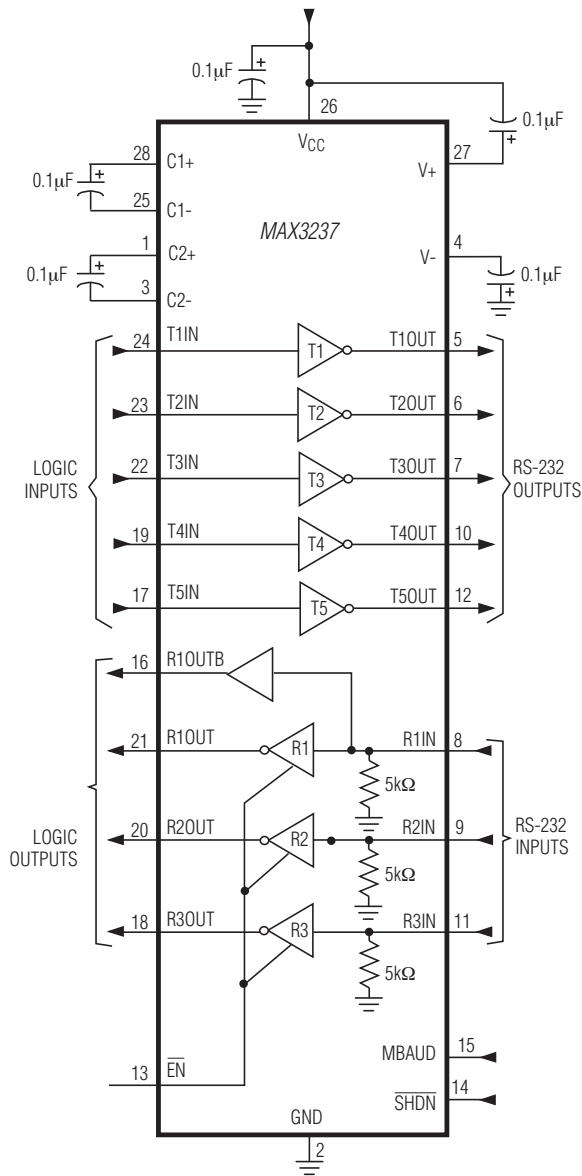 0.1µF +
26
+ 0.1µF
VCC
28 C1+
27
V+
0.1µF +
25 C1-
MAX3237
1 C2+
4
V-
0.1µF +
+ 0.1µF
3 C2-
24 T1IN T1 T1OUT 5
23 T2IN T2 T2OUT 6
LOGIC INPUTS
22 T3IN T3 T3OUT 7
RS-232 OUTPUTS
19 T4IN T4 T4OUT 10
17 T5IN T5 T5OUT 12
16 R1OUTB
21 R1OUT R1 R1IN 8
5kΩ
LOGIC OUTPUTS
20 R2OUT R2 R2IN 9
RS-232 INPUTS
5kΩ
18 R3OUT R3 R3IN 11
5kΩ
MBAUD 15
13 EN
SHDN 14
GND
2